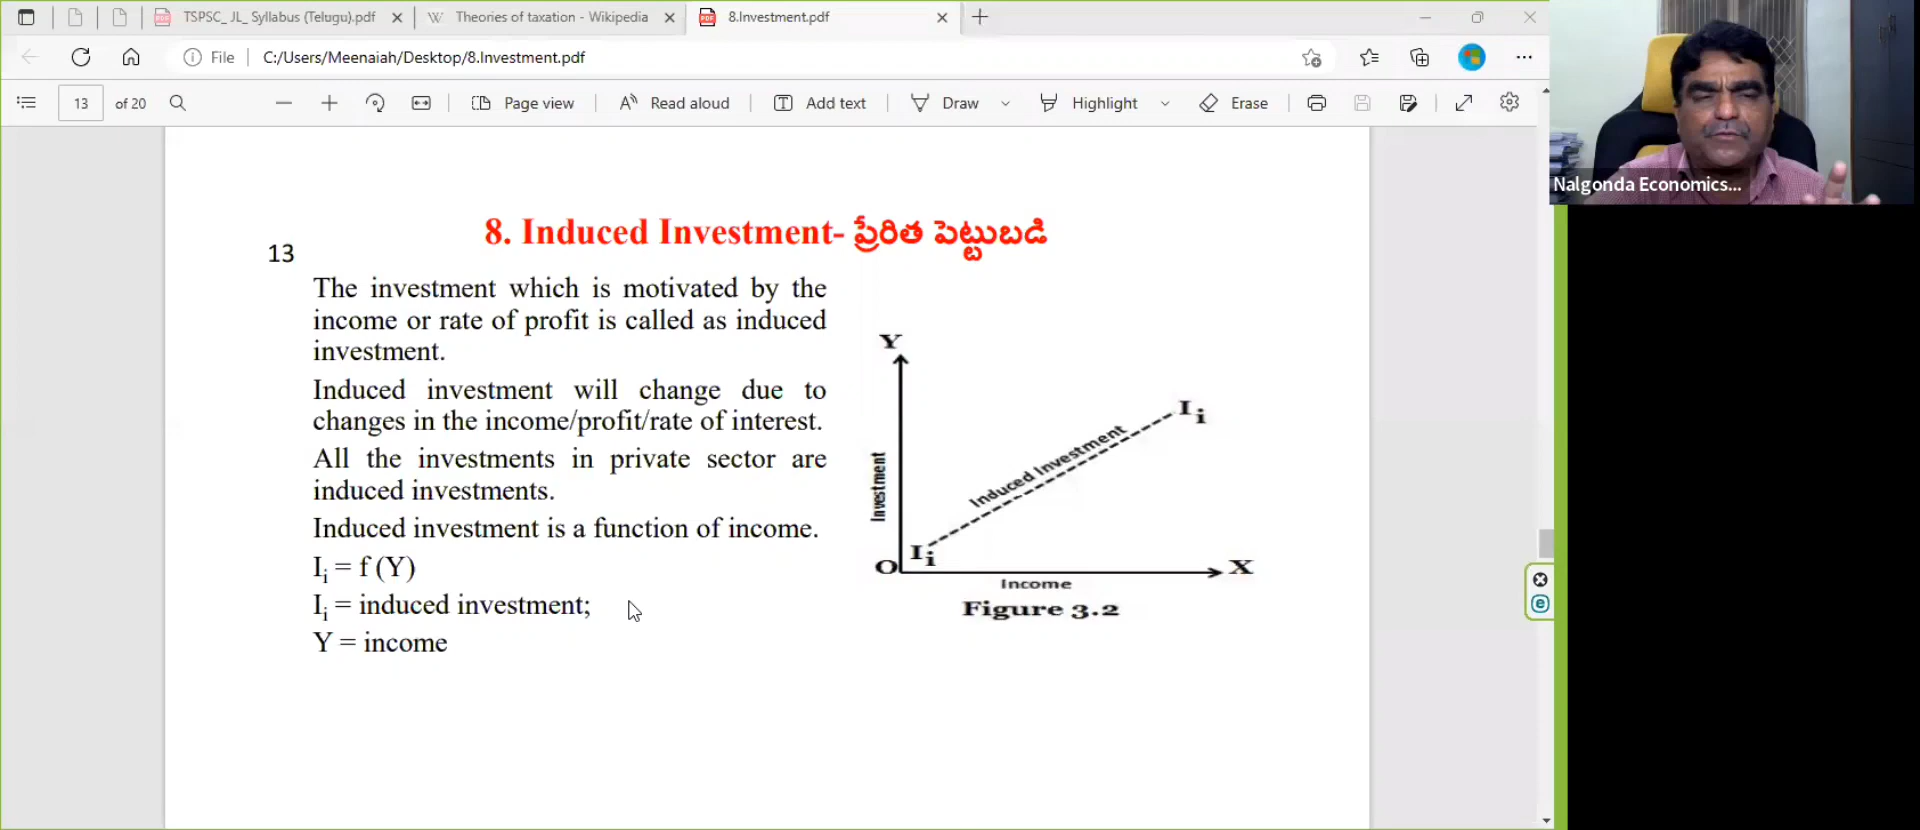 TSPSC_ JL_ Syllabus (Telugu).pdf
Theories of taxation - Wikipedia
8.Investment.pdf
File
C:/Users/Meenaiah/Desktop/8.Investment.pdf
13 of 20
Page view
Read aloud
Add text
Draw
Highlight
Erase
Nalgonda Economics...
8. Induced Investment- ప్రేరిత పెట్టుబడి
13
The investment which is motivated by the
income or rate of profit is called as induced
investment.
Induced investment will change due to
changes in the income/profit/rate of interest.
All the investments in private sector are
induced investments.
Induced investment is a function of income.
Ii = f (Y)
Ii = induced investment;
Y = income
Y
Investment
Induced Investment
Ii
Ii
O
X
Income
Figure 3.2